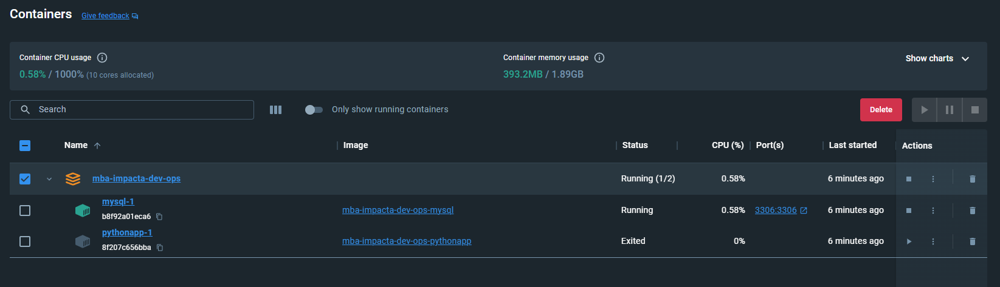 Containers Give feedback
Container CPU usage
0.58% / 1000% (10 cores allocated)
Container memory usage
393.2MB / 1.89GB
Show charts
Search
Only show running containers
Delete
Name Image Status CPU (%) Port(s) Last started Actions
mba-impacta-dev-ops Running (1/2) 0.58% 6 minutes ago
mysql-1
b8f92a01eca6
mba-impacta-dev-ops-mysql Running 0.58% 3306:3306 6 minutes ago
pythonapp-1
8f207c656bba
mba-impacta-dev-ops-pythonapp Exited 0% 6 minutes ago